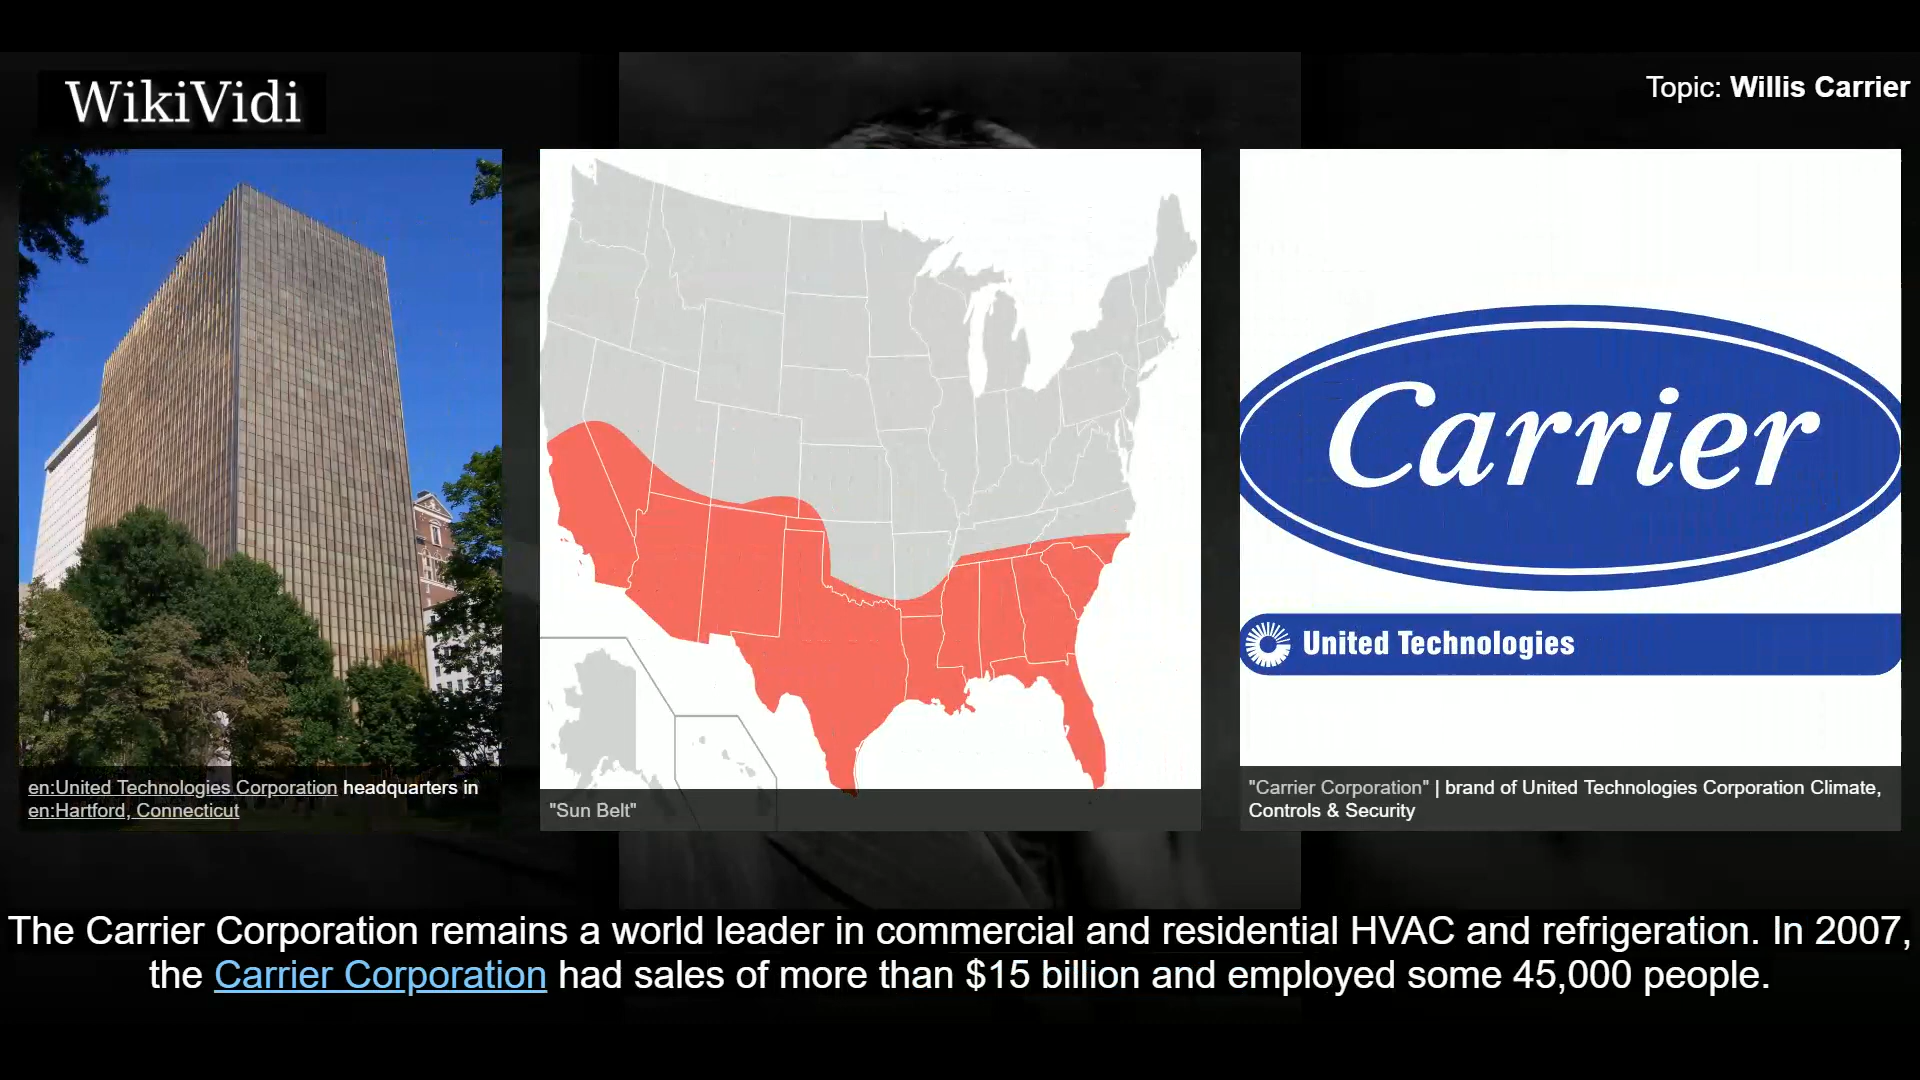 WikiVidi
Topic: Willis Carrier
Carrier
United Technologies
en:United Technologies Corporation headquarters in
en:Hartford, Connecticut
"Sun Belt"
"Carrier Corporation" | brand of United Technologies Corporation Climate,
Controls & Security
The Carrier Corporation remains a world leader in commercial and residential HVAC and refrigeration. In 2007,
the Carrier Corporation had sales of more than $15 billion and employed some 45,000 people.